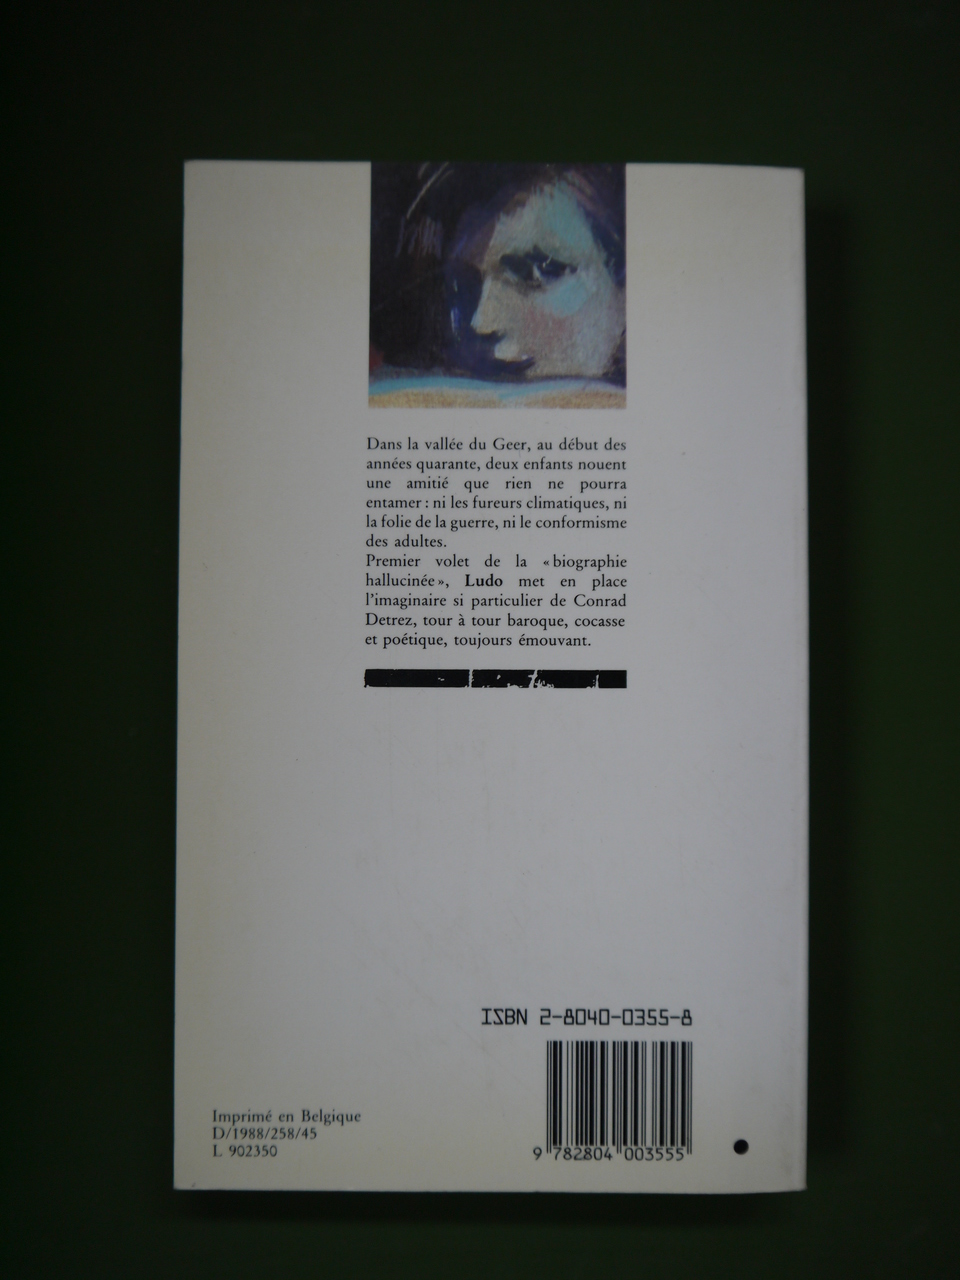 Dans la vallée du Geer, au début des
années quarante, deux enfants nouent
une amitié que rien ne pourra
entamer : ni les fureurs climatiques, ni
la folie de la guerre, ni le conformisme
des adultes.
Premier volet de la « biographie
hallucinée », Ludo met en place
l'imaginaire si particulier de Conrad
Detrez, tour à tour baroque, cocasse
et poétique, toujours émouvant.
ISBN 2-8040-0355-8
9 782804 003555
Imprimé en Belgique
D/1988/258/45
L 902350